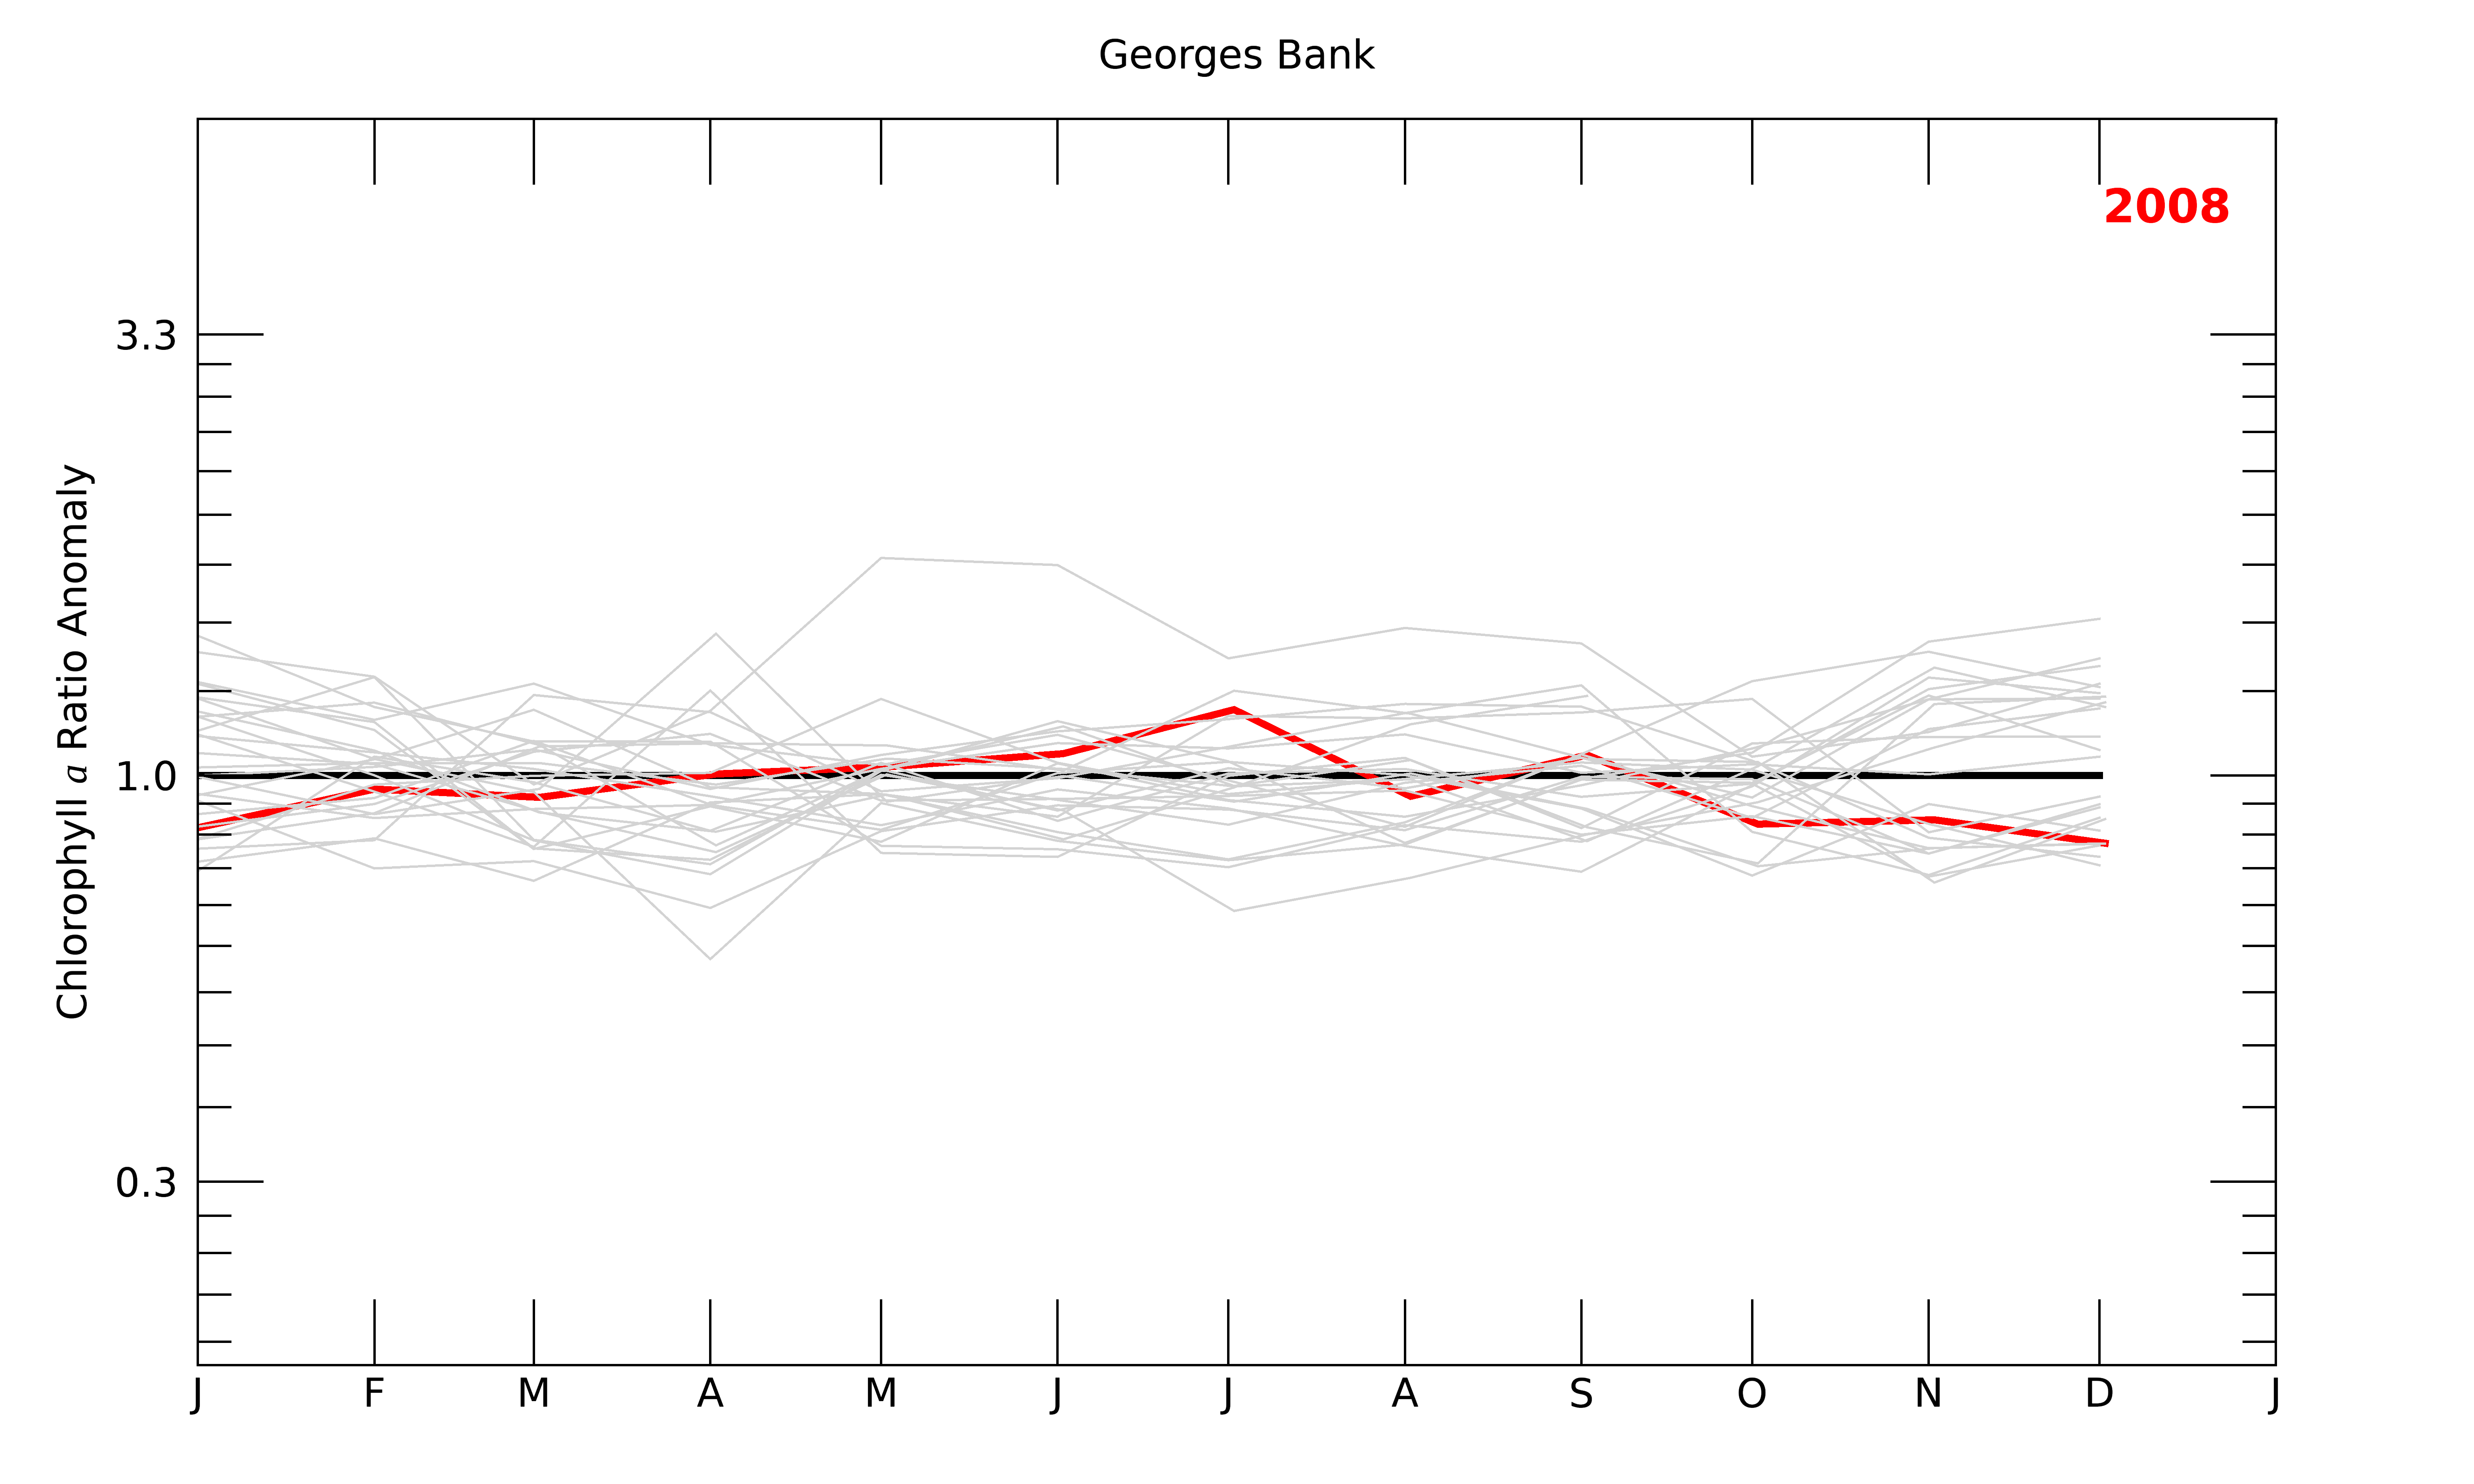 Georges Bank
2008
3.3
1.0
0.3
Chlorophyll a Ratio Anomaly
J F M A M J J A S O N D J